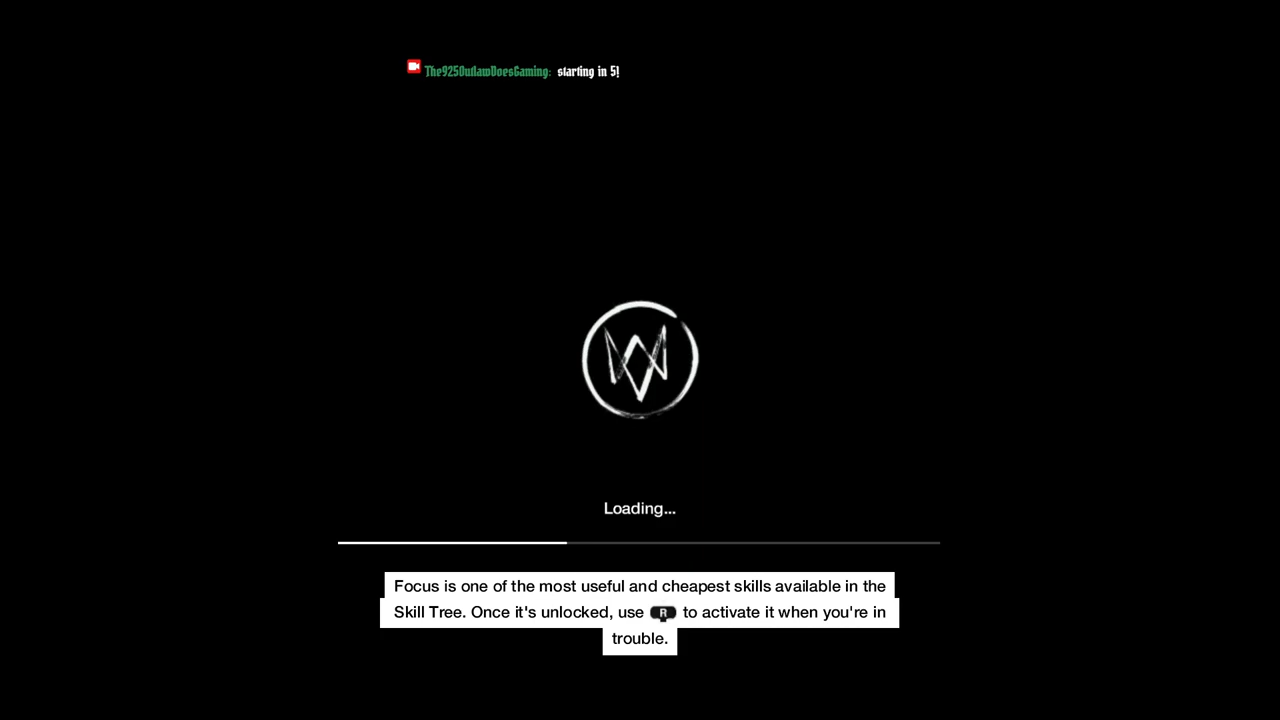 The925OutlawDoesGaming: starting in 5!
Loading...
Focus is one of the most useful and cheapest skills available in the
Skill Tree. Once it's unlocked, use R to activate it when you're in
trouble.